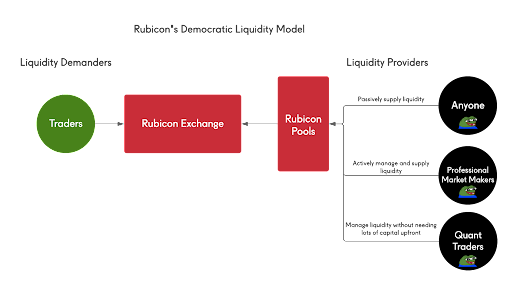 Rubicon"s Democratic Liquidity Model
Liquidity Demanders
Liquidity Providers
Traders
Rubicon Exchange
Rubicon
Pools
Passively supply liquidity
Anyone
Actively manage and supply
liquidity
Professional
Market Makers
Manage liquidity without needing
lots of capital upfront
Quant
Traders